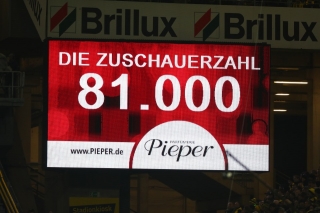 Brillux Brillux
DIE ZUSCHAUERZAHL
81.000
www.PIEPER.de
Pieper